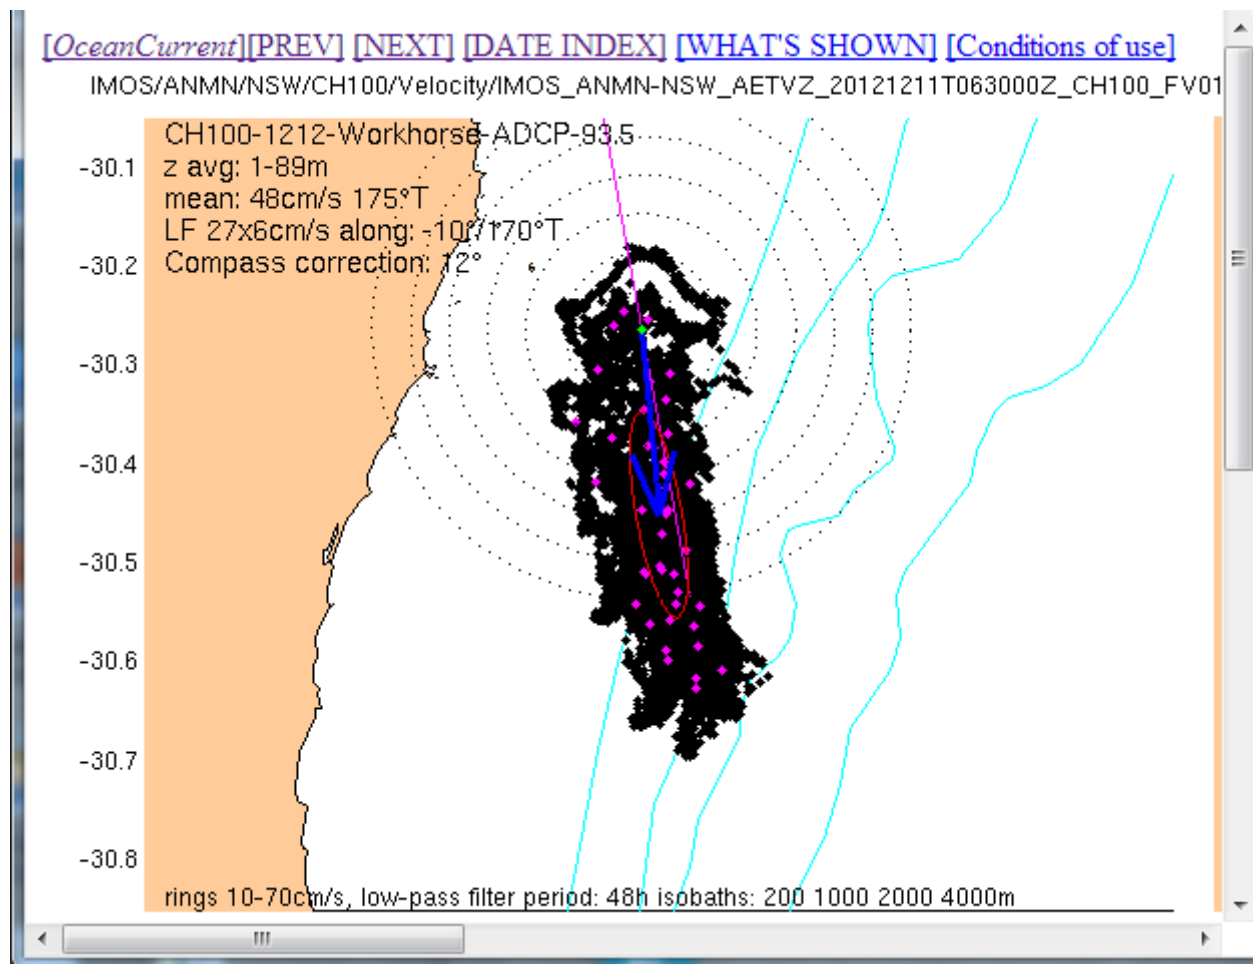 [OceanCurrent][PREV] [NEXT] [DATE INDEX] [WHAT'S SHOWN] [Conditions of use]
IMOS/ANMN/NSW/CH100/Velocity/IMOS_ANMN-NSW_AETVZ_20121211T063000Z_CH100_FV01
CH100-1212-Workhorse-ADCP-93.5
z avg: 1-89m
mean: 48cm/s 175°T
LF 27x6cm/s along: -10°/170°T
Compass correction: 12°
-30.1
-30.2
-30.3
-30.4
-30.5
-30.6
-30.7
-30.8
rings 10-70cm/s, low-pass filter period: 48h isobaths: 200 1000 2000 4000m